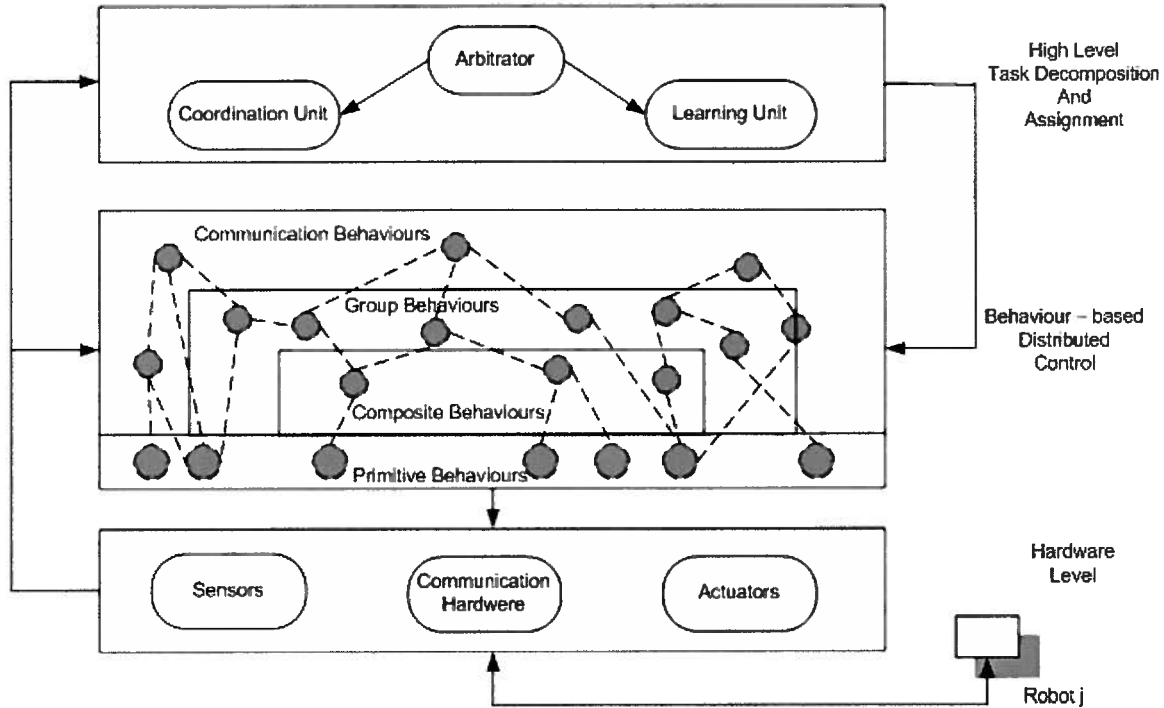 Arbitrator
Coordination Unit
Learning Unit
High Level
Task Decomposition
And
Assignment
Communication Behaviours
Group Behaviours
Composite Behaviours
Primitive Behaviours
Behaviour – based
Distributed
Control
Sensors
Communication
Hardwere
Actuators
Hardware
Level
Robot j